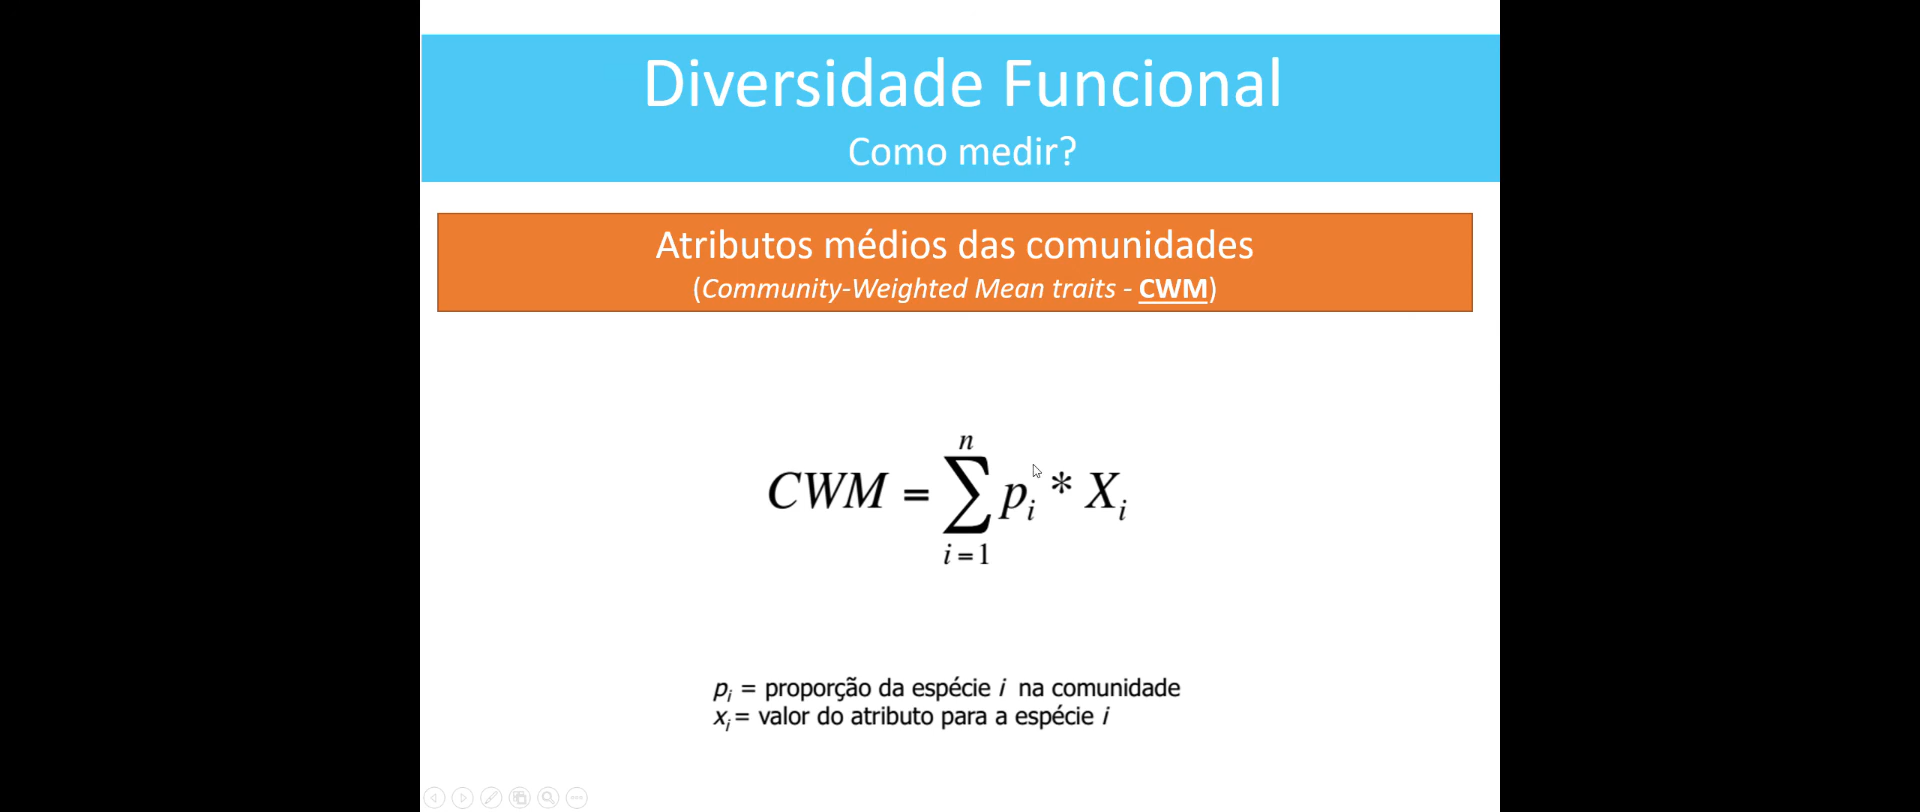 Diversidade Funcional
Como medir?
Atributos médios das comunidades
(Community-Weighted Mean traits - CWM)
n
CWM = ∑ pᵢ * Xᵢ
i = 1
pᵢ = proporção da espécie i na comunidade
xᵢ = valor do atributo para a espécie i